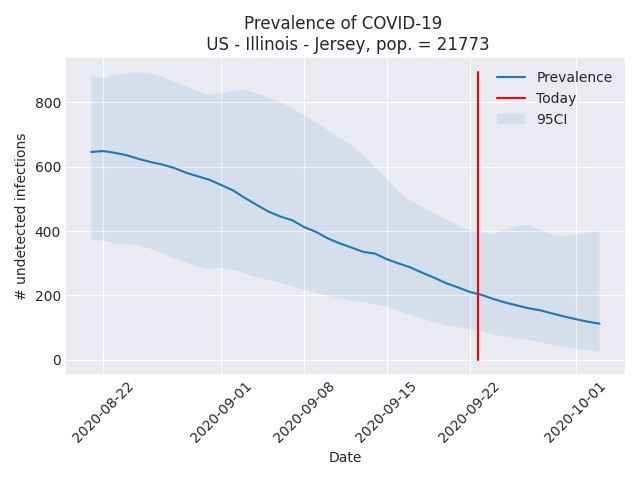 Prevalence of COVID-19
US - Illinois - Jersey, pop. = 21773
Prevalence
Today
95CI
# undetected infections
800
600
400
200
0
2020-08-22
2020-09-01
2020-09-08
2020-09-15
2020-09-22
2020-10-01
Date